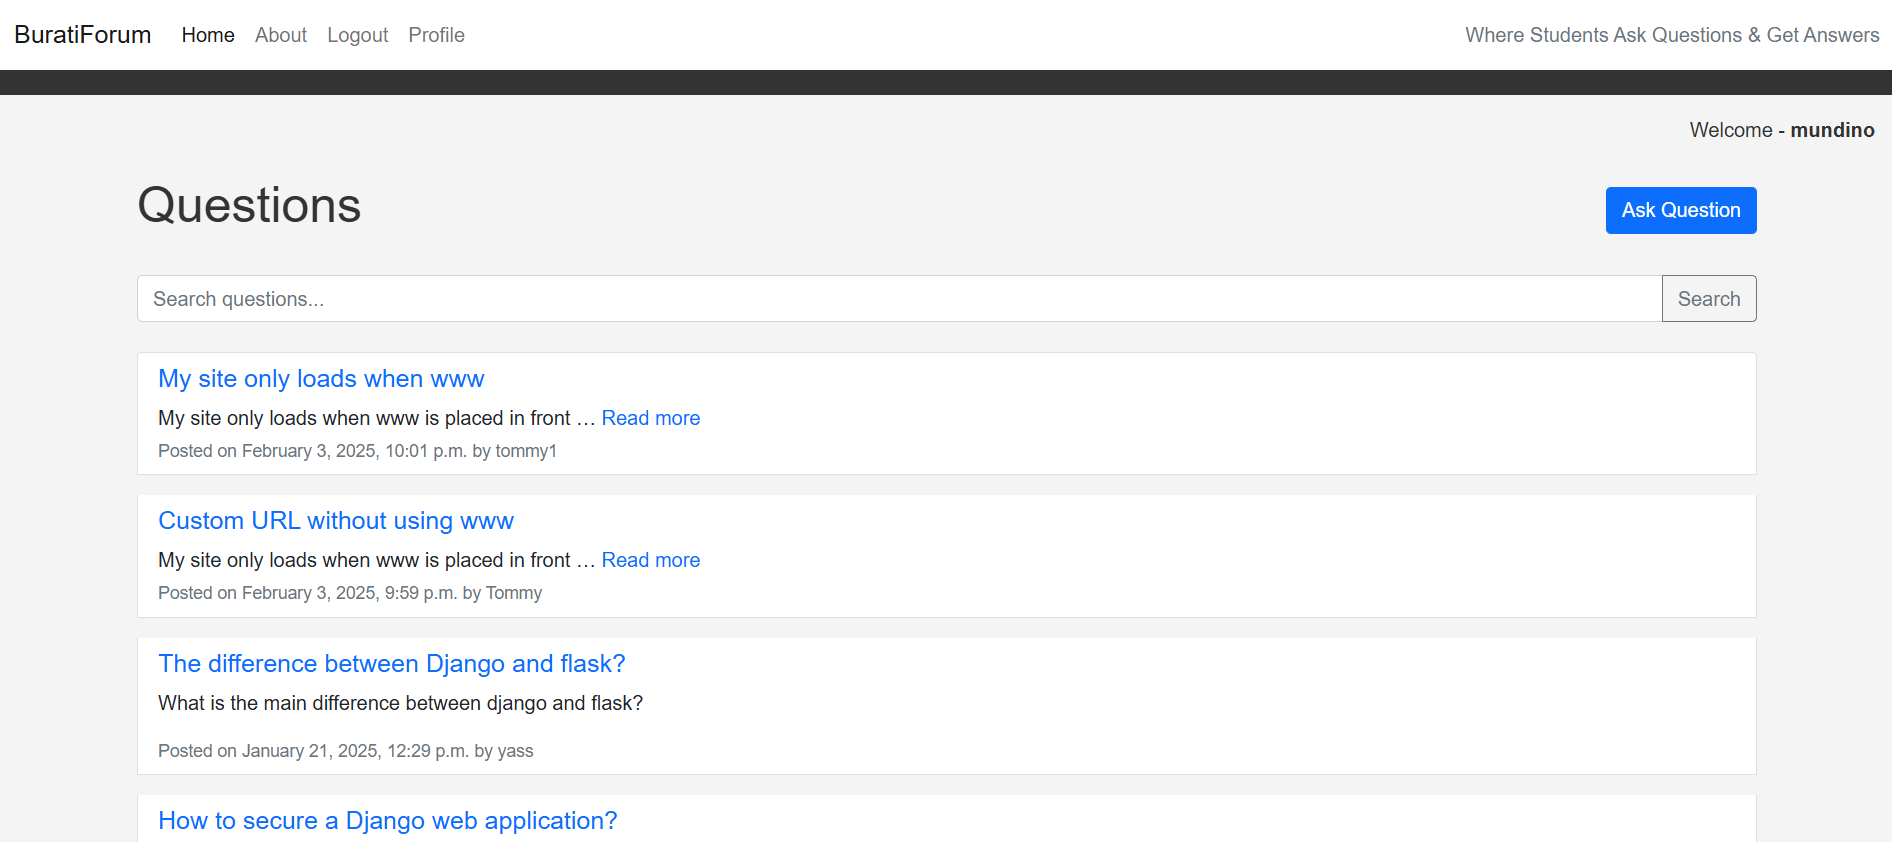 BuratiForum Home About Logout Profile Where Students Ask Questions & Get Answers
Welcome - mundino
Questions
Ask Question
Search questions... Search
My site only loads when www
My site only loads when www is placed in front … Read more
Posted on February 3, 2025, 10:01 p.m. by tommy1
Custom URL without using www
My site only loads when www is placed in front … Read more
Posted on February 3, 2025, 9:59 p.m. by Tommy
The difference between Django and flask?
What is the main difference between django and flask?
Posted on January 21, 2025, 12:29 p.m. by yass
How to secure a Django web application?